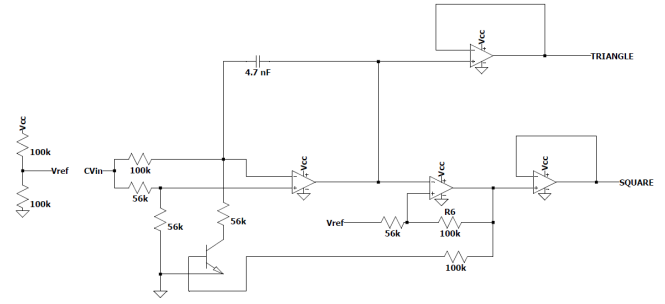 Vcc
TRIANGLE
4.7 nF
Vcc
100k
Vref
100k
CVin
100k
56k
Vcc
Vcc
Vcc
SQUARE
56k
56k
Vref
56k
R6
100k
100k